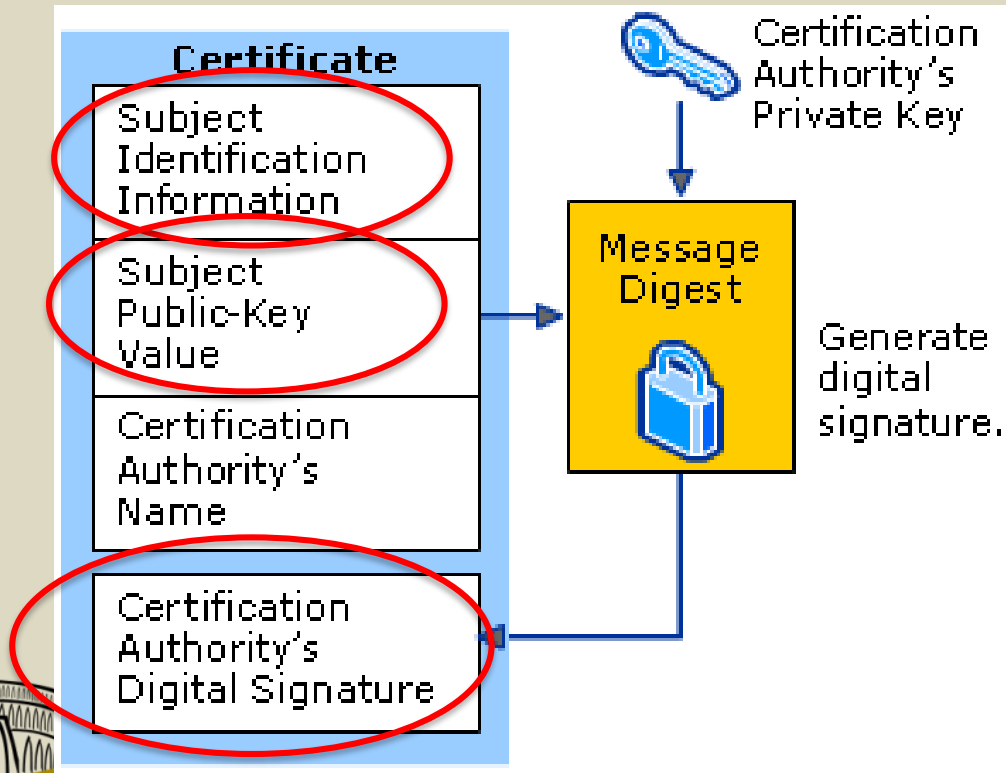 Certificate
Subject
Identification
Information
Subject
Public-Key
Value
Certification
Authority's
Name
Certification
Authority's
Digital Signature
Certification
Authority's
Private Key
Message
Digest
Generate
digital
signature.